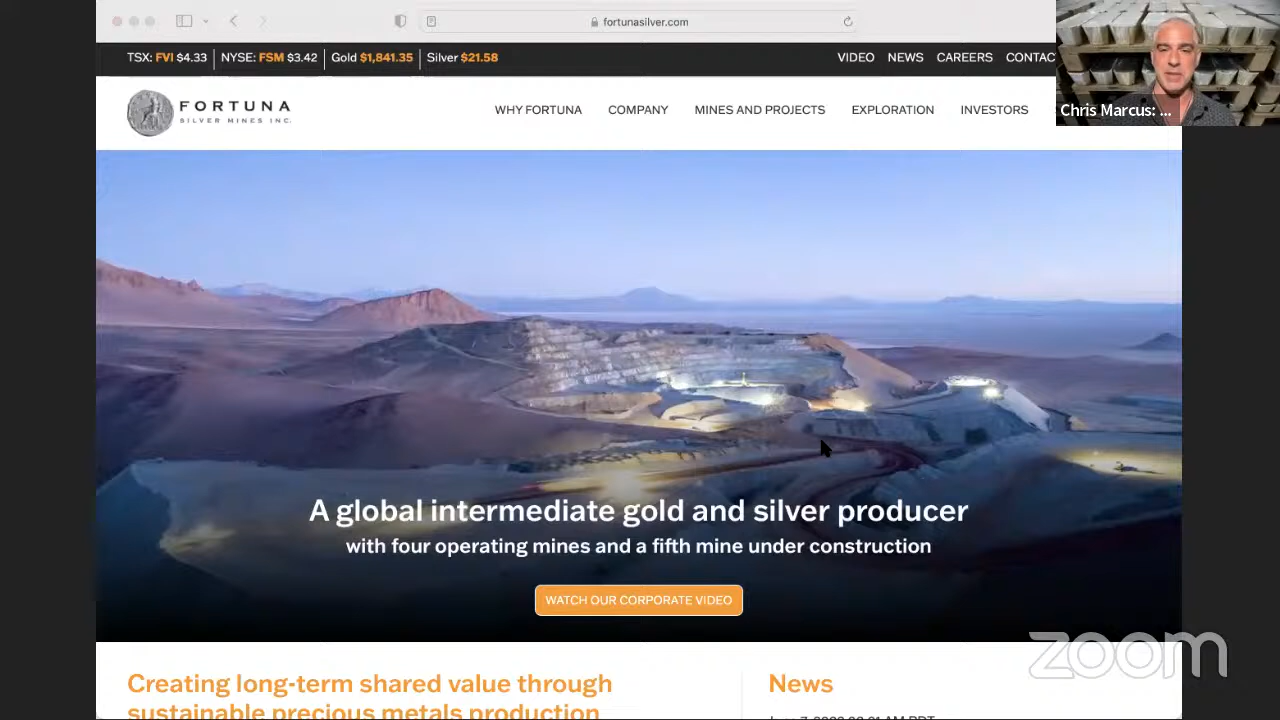 fortunasilver.com
TSX: FVI $4.33 NYSE: FSM $3.42 Gold $1,841.35 Silver $21.58
VIDEO NEWS CAREERS CONTAC
FORTUNA
SILVER MINES INC.
WHY FORTUNA COMPANY MINES AND PROJECTS EXPLORATION INVESTORS
Chris Marcus: ...
A global intermediate gold and silver producer
with four operating mines and a fifth mine under construction
WATCH OUR CORPORATE VIDEO
zoom
Creating long-term shared value through
sustainable precious metals production
News